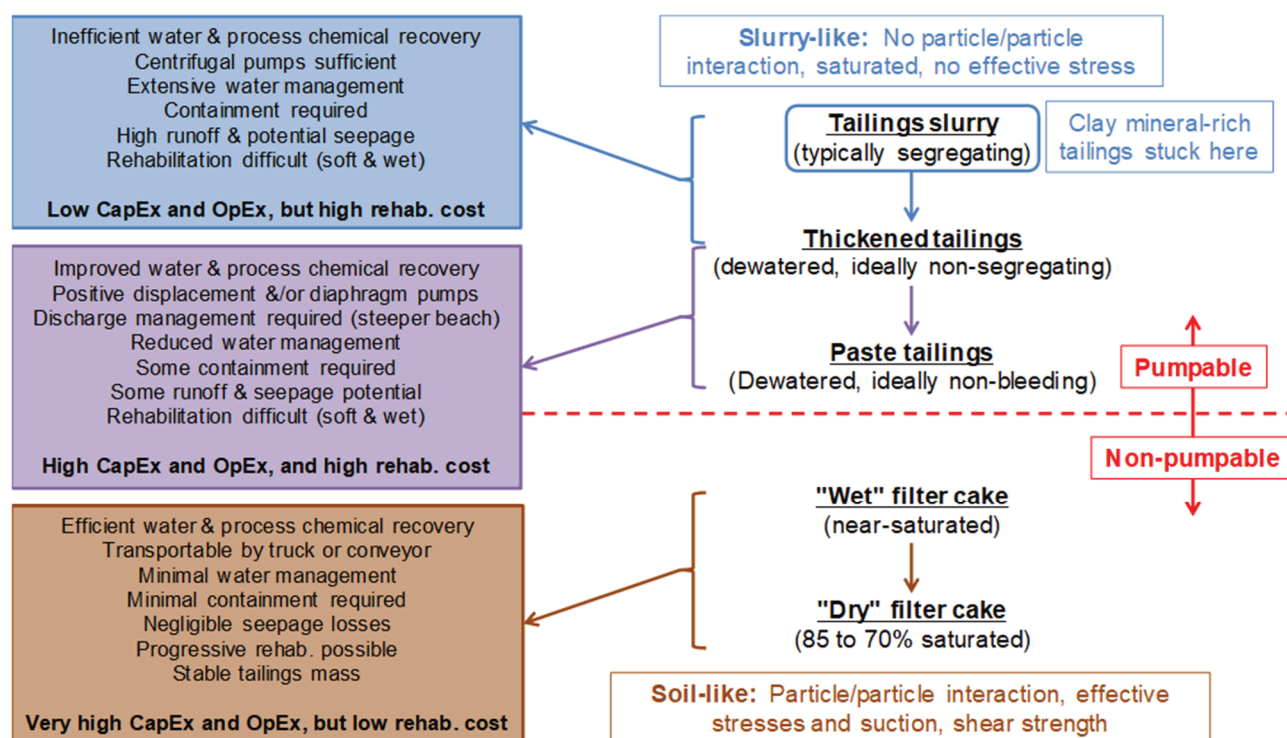 Inefficient water & process chemical recovery
Centrifugal pumps sufficient
Extensive water management
Containment required
High runoff & potential seepage
Rehabilitation difficult (soft & wet)
Low CapEx and OpEx, but high rehab. cost
Improved water & process chemical recovery
Positive displacement &/or diaphragm pumps
Discharge management required (steeper beach)
Reduced water management
Some containment required
Some runoff & seepage potential
Rehabilitation difficult (soft & wet)
High CapEx and OpEx, and high rehab. cost
Efficient water & process chemical recovery
Transportable by truck or conveyor
Minimal water management
Minimal containment required
Negligible seepage losses
Progressive rehab. possible
Stable tailings mass
Very high CapEx and OpEx, but low rehab. cost
Slurry-like: No particle/particle
interaction, saturated, no effective stress
Tailings slurry
(typically segregating)
Clay mineral-rich
tailings stuck here
Thickened tailings
(dewatered, ideally non-segregating)
Paste tailings
(Dewatered, ideally non-bleeding)
Pumpable
Non-pumpable
"Wet" filter cake
(near-saturated)
"Dry" filter cake
(85 to 70% saturated)
Soil-like: Particle/particle interaction, effective
stresses and suction, shear strength